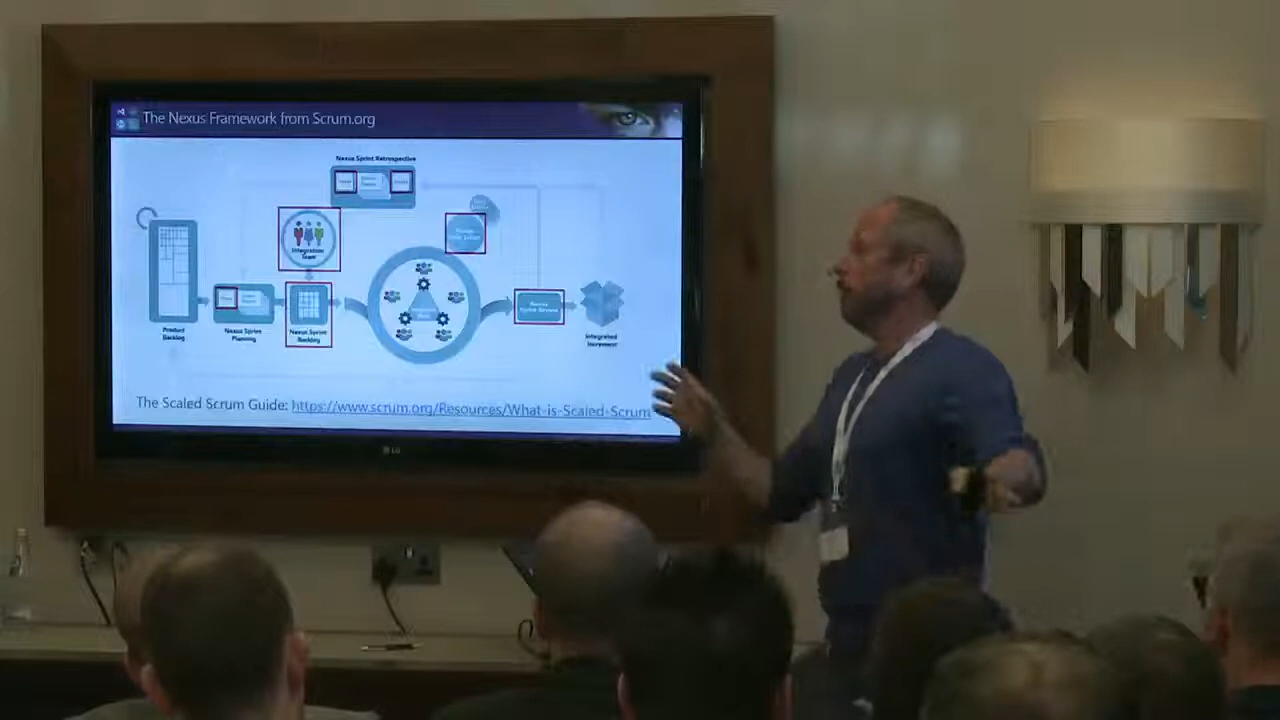 The Nexus Framework from Scrum.org
Nexus Sprint Retrospective
Integration
Team
Product
Backlog
Nexus Sprint
Planning
Nexus Sprint
Backlog
Nexus
Sprint Review
Integrated
Increment
The Scaled Scrum Guide: https://www.scrum.org/Resources/What-is-Scaled-Scrum
LG